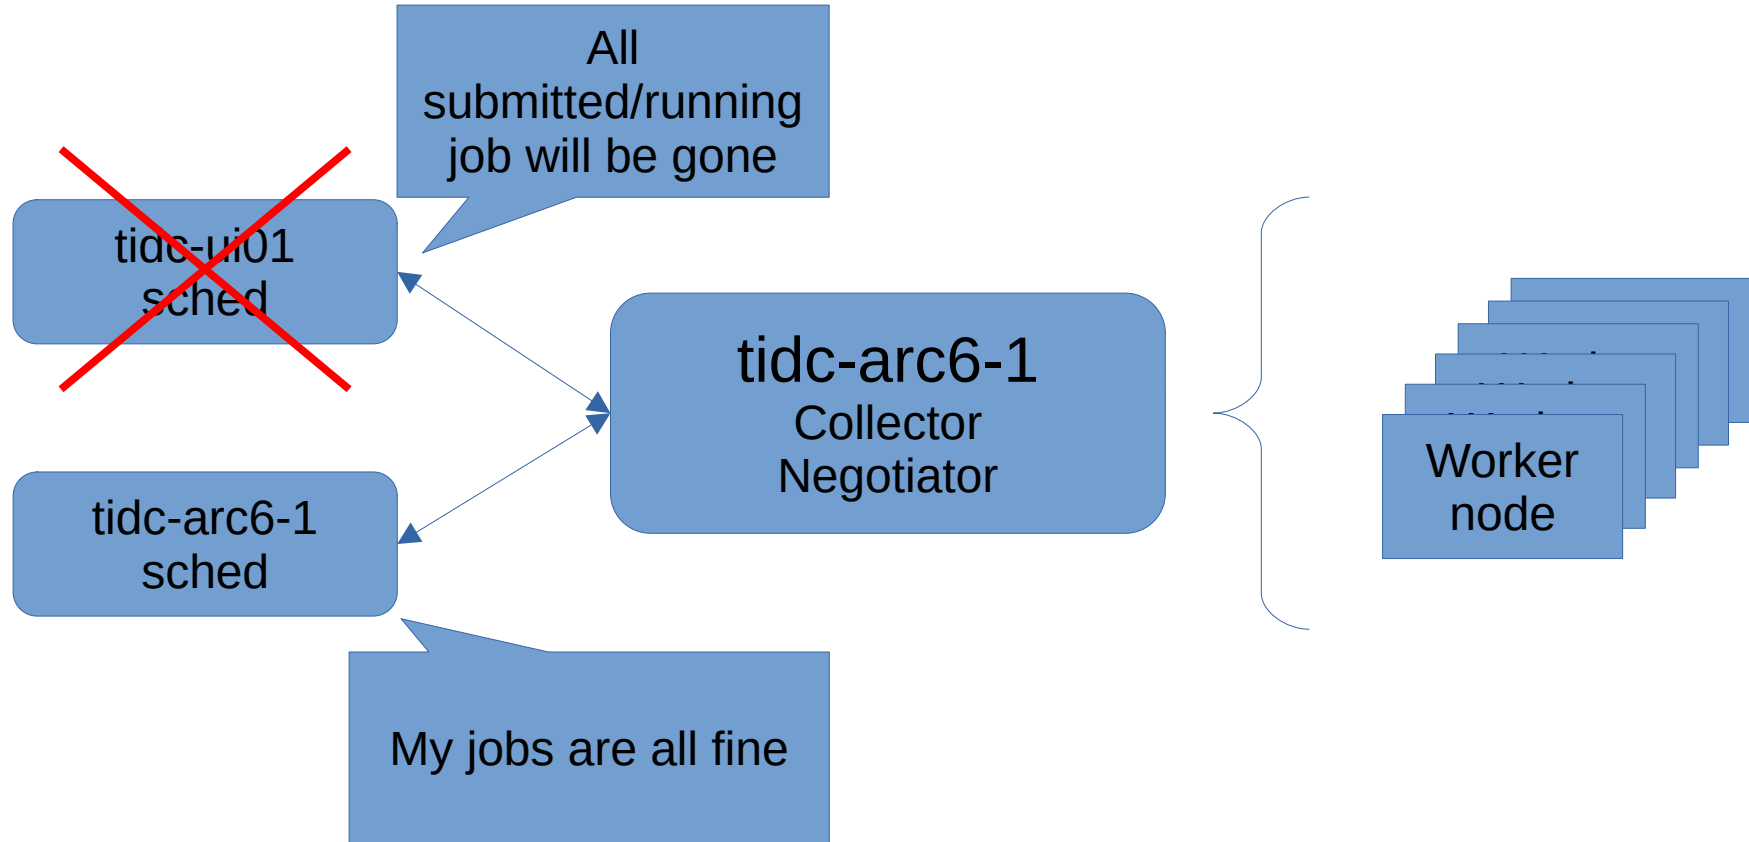 All
submitted/running
job will be gone
tidc-ui01
sched
tidc-arc6-1
Collector
Negotiator
Worker
node
tidc-arc6-1
sched
My jobs are all fine